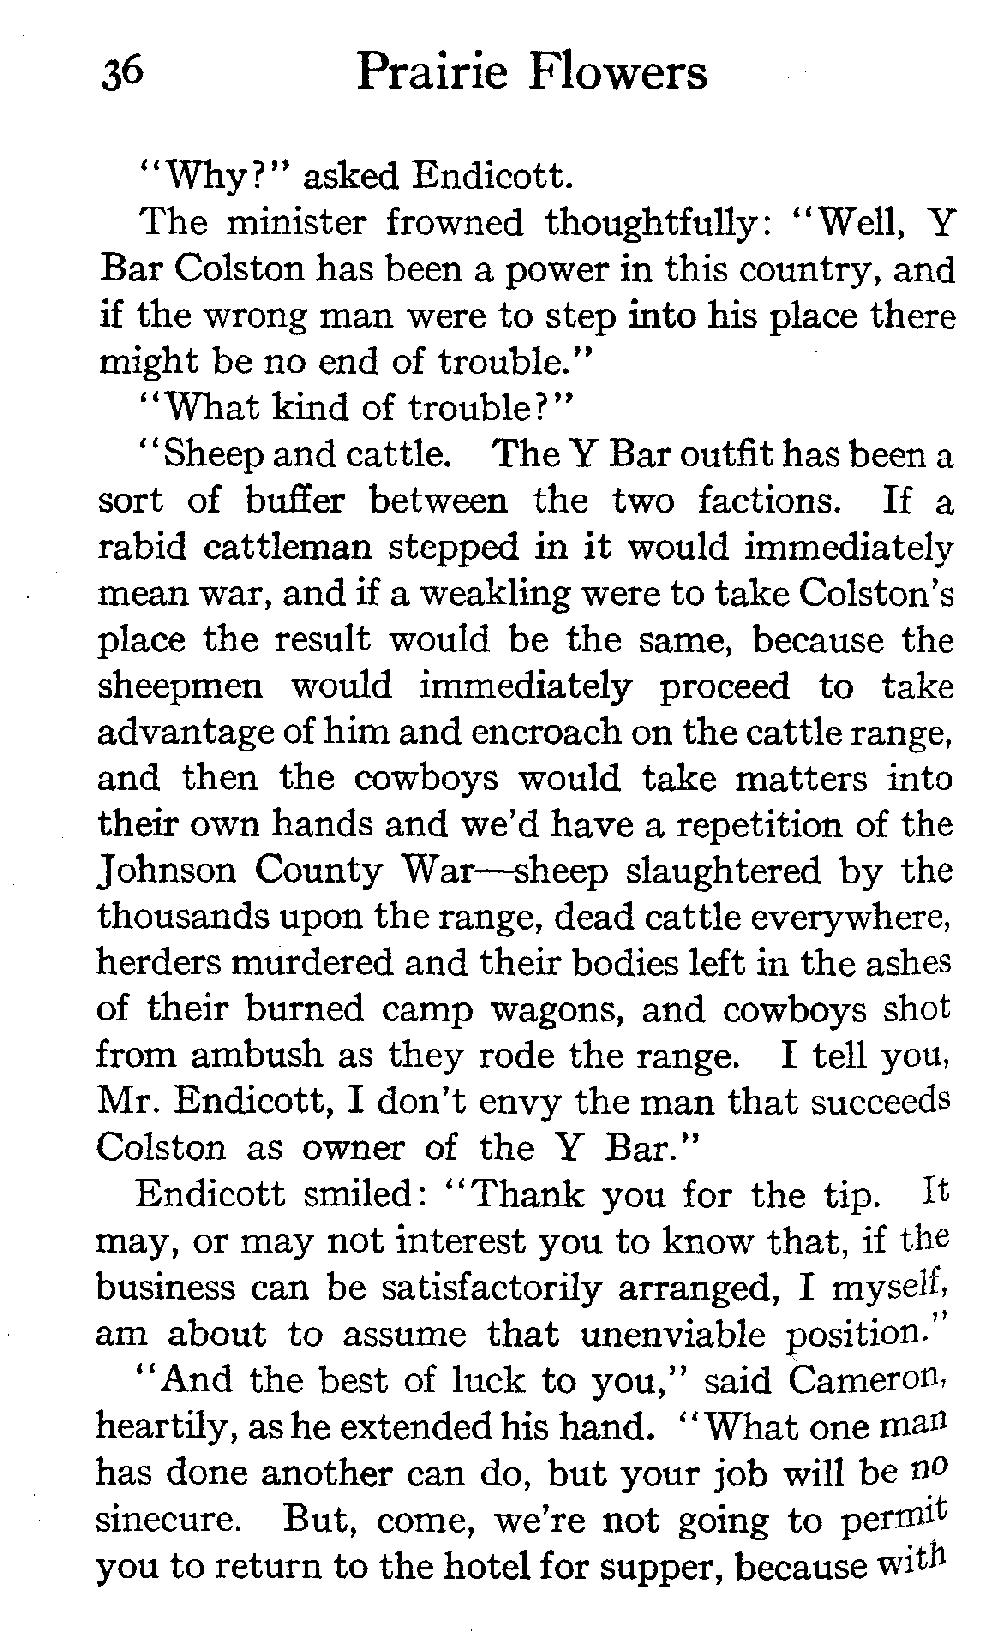 36 Prairie Flowers
"Why?" asked Endicott.
The minister frowned thoughtfully: "Well, Y
Bar Colston has been a power in this country, and
if the wrong man were to step into his place there
might be no end of trouble."
"What kind of trouble?"
"Sheep and cattle. The Y Bar outfit has been a
sort of buffer between the two factions. If a
rabid cattleman stepped in it would immediately
mean war, and if a weakling were to take Colston's
place the result would be the same, because the
sheepmen would immediately proceed to take
advantage of him and encroach on the cattle range,
and then the cowboys would take matters into
their own hands and we'd have a repetition of the
Johnson County War—sheep slaughtered by the
thousands upon the range, dead cattle everywhere,
herders murdered and their bodies left in the ashes
of their burned camp wagons, and cowboys shot
from ambush as they rode the range. I tell you,
Mr. Endicott, I don't envy the man that succeeds
Colston as owner of the Y Bar."
Endicott smiled: "Thank you for the tip. It
may, or may not interest you to know that, if the
business can be satisfactorily arranged, I myself,
am about to assume that unenviable position."
"And the best of luck to you," said Cameron,
heartily, as he extended his hand. "What one man
has done another can do, but your job will be no
sinecure. But, come, we're not going to permit
you to return to the hotel for supper, because with